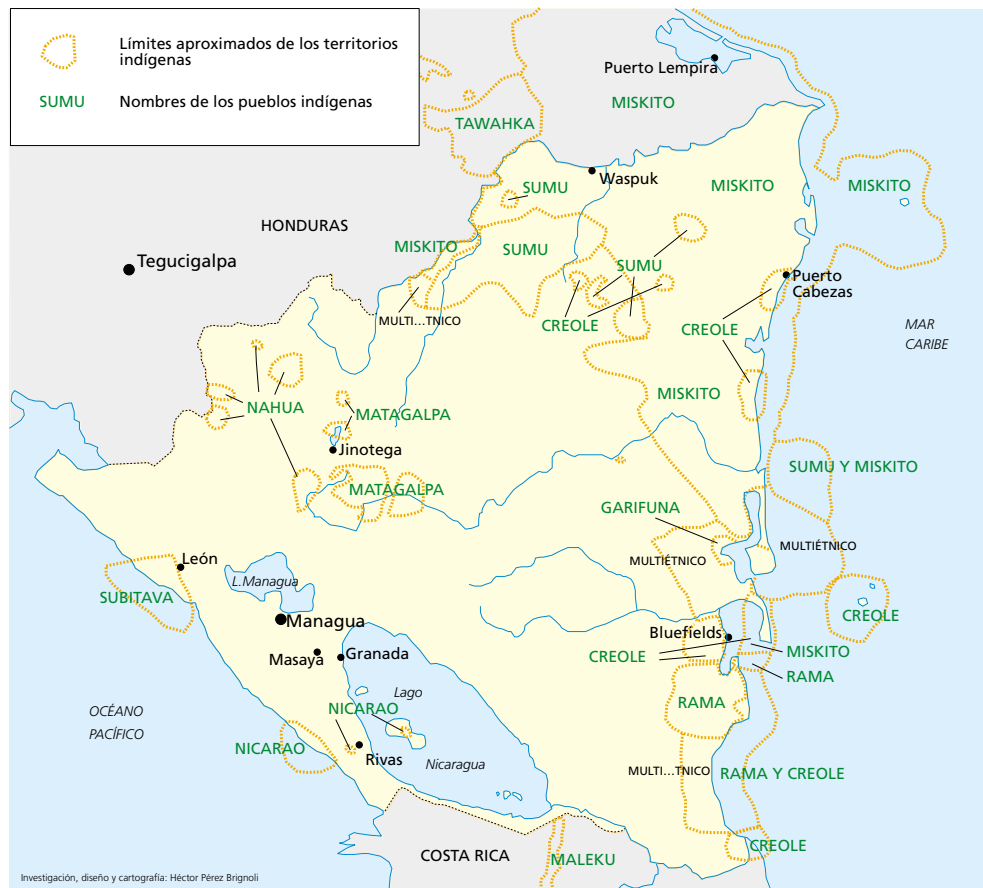 Límites aproximados de los territorios
indígenas
SUMU
Nombres de los pueblos indígenas
Puerto Lempira
MISKITO
TAWAHKA
Waspuk
SUMU
MISKITO
MISKITO
HONDURAS
MISKITO
SUMU
SUMU
Tegucigalpa
Puerto
Cabezas
MULTI...TNICO
CREOLE
CREOLE
MAR
CARIBE
NAHUA
MATAGALPA
MISKITO
Jinotega
SUMU Y MISKITO
MATAGALPA
GARIFUNA
MULTIÉTNICO
MULTIÉTNICO
León
L.Managua
SUBITAVA
CREOLE
Managua
Bluefields
Masaya
Granada
CREOLE
MISKITO
RAMA
Lago
NICARAO
RAMA
OCÉANO
PACÍFICO
NICARAO
Rivas
Nicaragua
MULTI...TNICO
RAMA Y CREOLE
COSTA RICA
MALEKU
CREOLE
Investigación, diseño y cartografía: Héctor Pérez Brignoli